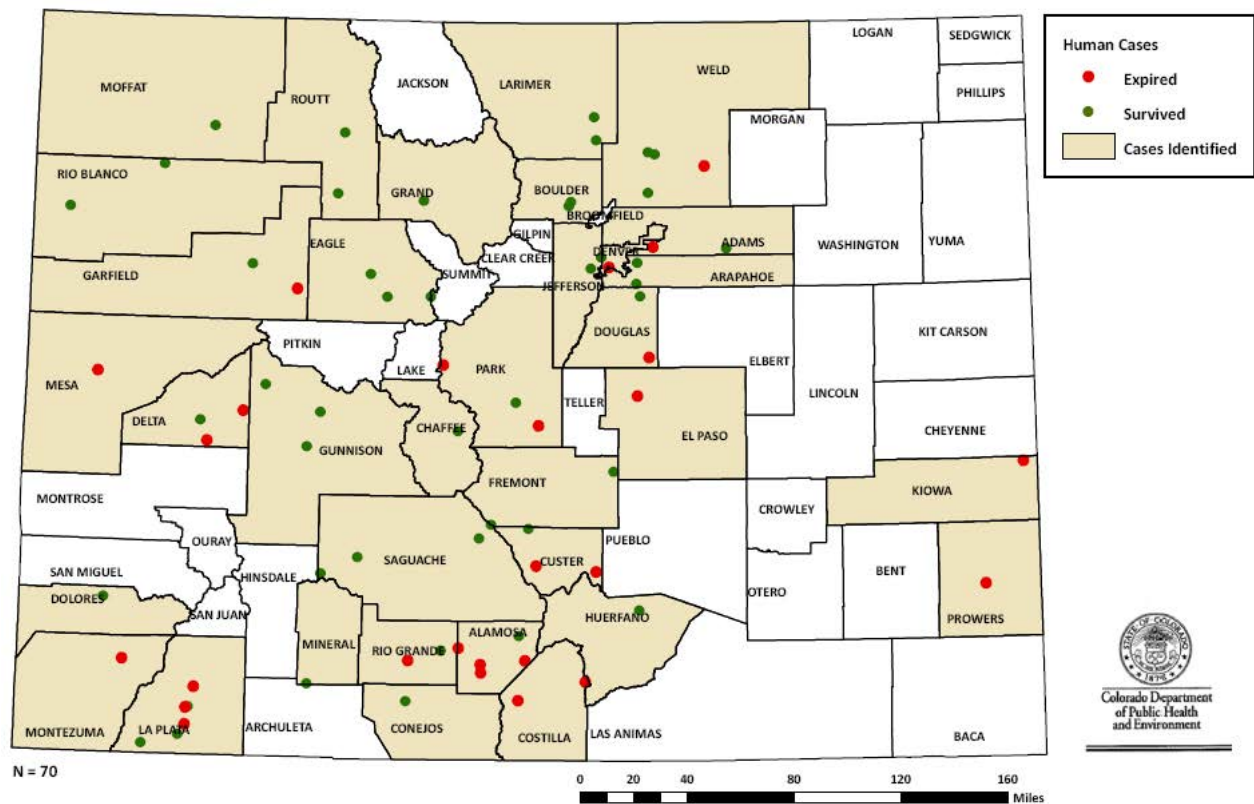 LOGAN
SEDGWICK
PHILLIPS
MOFFAT
ROUTT
JACKSON
LARIMER
WELD
MORGAN
RIO BLANCO
GRAND
BOULDER
BROOMFIELD
GILPIN
CLEAR CREEK
EAGLE
SUMMIT
DENVER
ADAMS
ARAPAHOE
JEFFERSON
WASHINGTON
YUMA
GARFIELD
PITKIN
LAKE
PARK
DOUGLAS
ELBERT
KIT CARSON
MESA
DELTA
GUNNISON
CHAFFEE
TELLER
EL PASO
LINCOLN
CHEYENNE
MONTROSE
FREMONT
KIOWA
OURAY
SAGUACHE
CUSTER
PUEBLO
CROWLEY
SAN MIGUEL
HINSDALE
OTERO
BENT
DOLORES
SAN JUAN
PROWERS
MINERAL
RIO GRANDE
ALAMOSA
HUERFANO
MONTEZUMA
LA PLATA
ARCHULETA
CONEJOS
COSTILLA
LAS ANIMAS
BACA
Human Cases
Expired
Survived
Cases Identified
STATE OF COLORADO
1876
Colorado Department
of Public Health
and Environment
N = 70
0 20 40 80 120 160
Miles